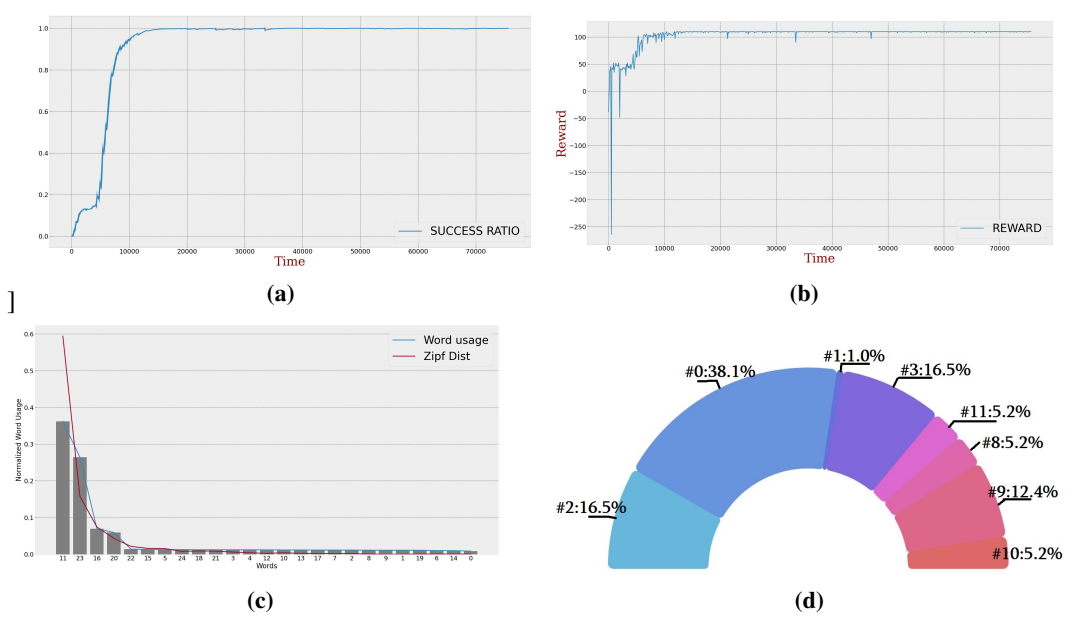 1.0
0.8
0.6
0.4
0.2
0.0
0 10000 20000 30000 40000 50000 60000 70000
Time
SUCCESS RATIO
(a)
100
50
0
−50
−100
−150
−200
−250
Reward
0 10000 20000 30000 40000 50000 60000 70000
Time
REWARD
(b)
]
0.6
0.5
0.4
0.3
0.2
0.1
0.0
Normalized Word Usage
Word usage
Zipf Dist
11 23 16 20 22 15 5 24 18 21 3 4 12 10 13 17 7 2 8 9 1 19 6 14 0
Words
(c)
#1:1.0%
#0:38.1%
#3:16.5%
#11:5.2%
#8:5.2%
#9:12.4%
#2:16.5%
#10:5.2%
(d)